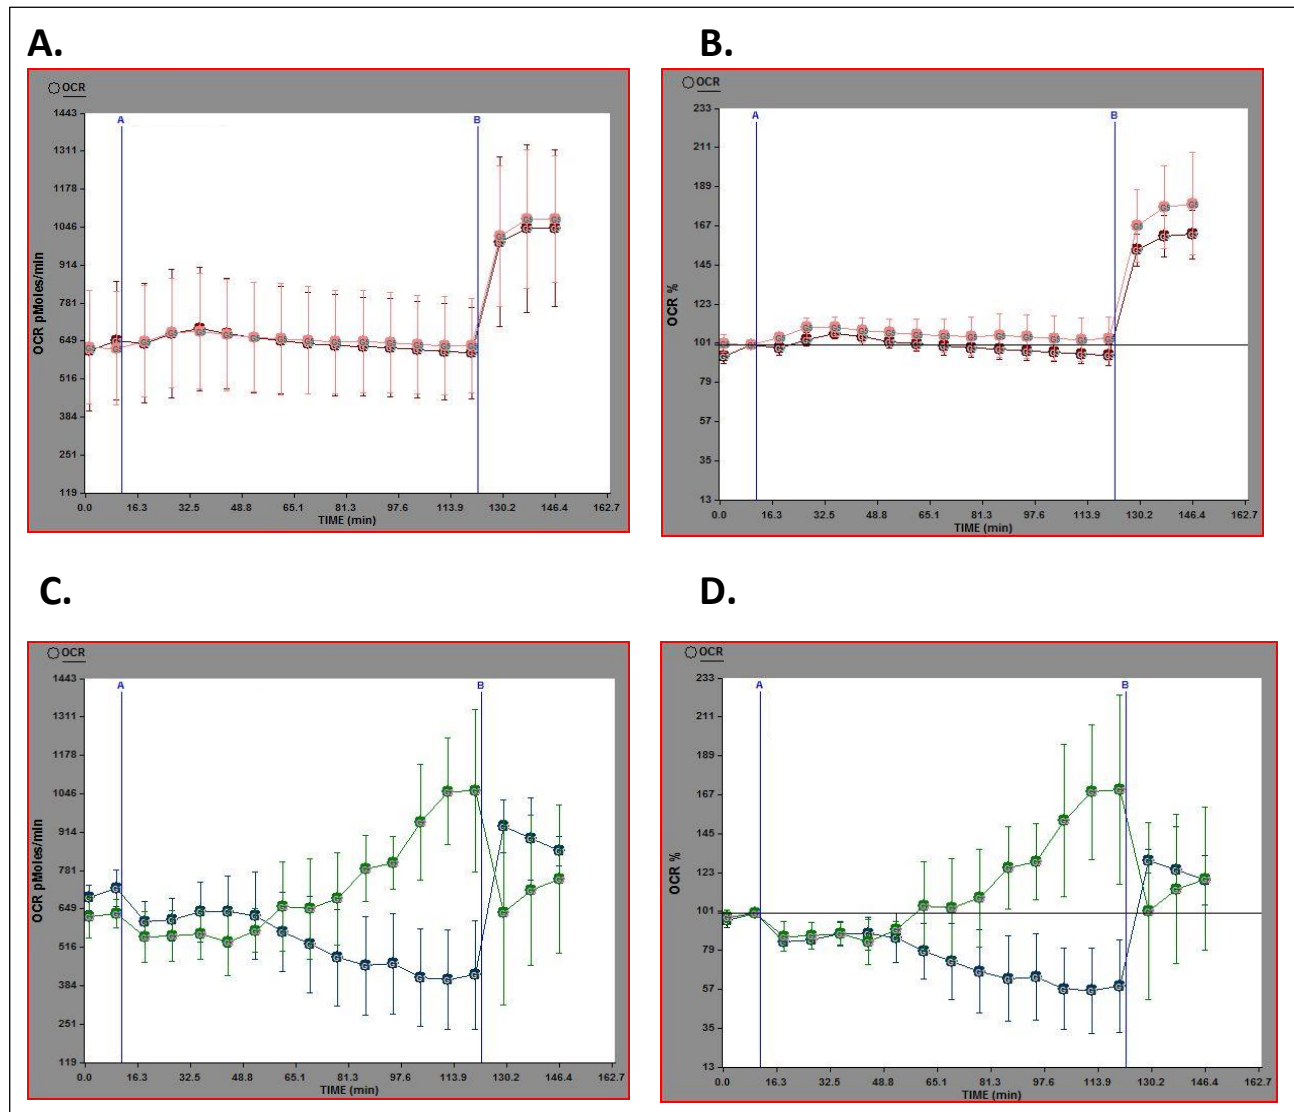 A.
B.
OCR
A
B
1443
1311
1178
1046
914
781
649
516
384
251
119
OCR pMoles/min
0.0 16.3 32.5 48.8 65.1 81.3 97.6 113.9 130.2 146.4 162.7
TIME (min)
OCR
A
B
233
211
189
167
145
123
101
79
57
35
13
OCR %
0.0 16.3 32.5 48.8 65.1 81.3 97.6 113.9 130.2 146.4 162.7
TIME (min)
C.
D.
OCR
A
B
1443
1311
1178
1046
914
781
649
516
384
251
119
OCR pMoles/min
0.0 16.3 32.5 48.8 65.1 81.3 97.6 113.9 130.2 146.4 162.7
TIME (min)
OCR
A
B
233
211
189
167
145
123
101
79
57
35
13
OCR %
0.0 16.3 32.5 48.8 65.1 81.3 97.6 113.9 130.2 146.4 162.7
TIME (min)